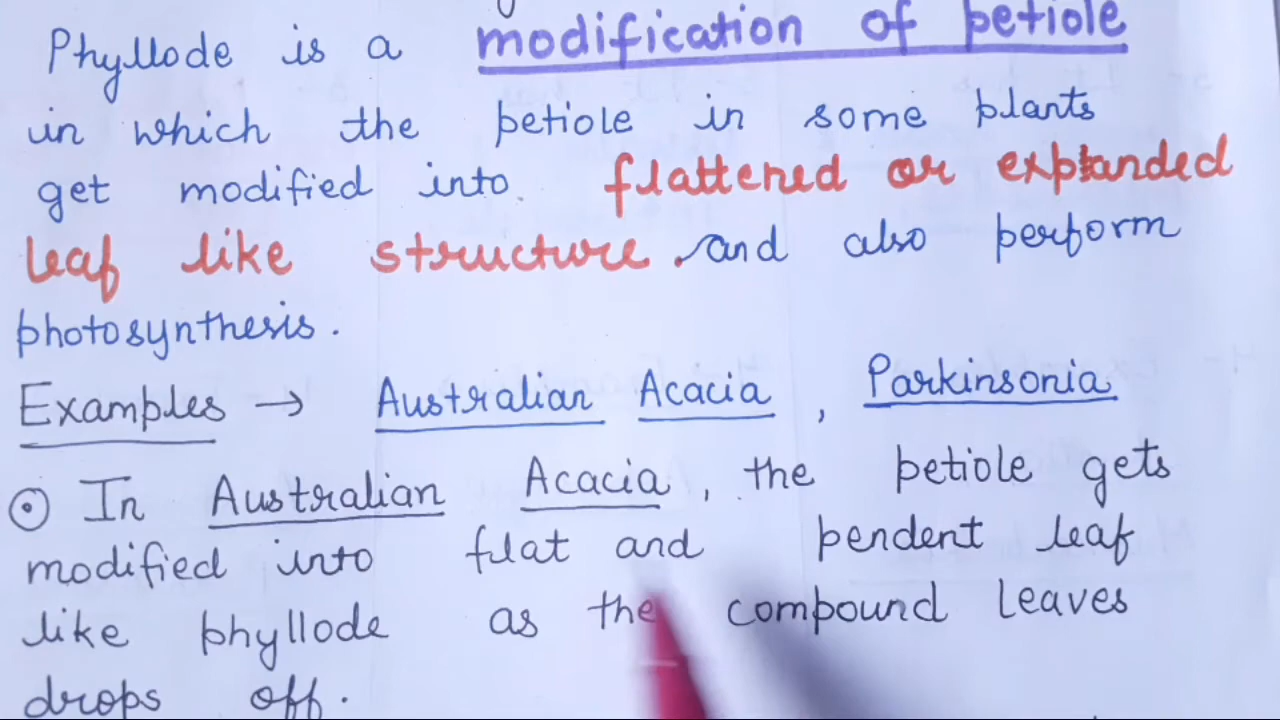 Phyllode is a modification of petiole
in which the petiole in some plants
get modified into flattened or expanded
leaf like structure. and also perform
photosynthesis.
Examples → Australian Acacia, Parkinsonia
⊙ In Australian Acacia, the petiole gets
modified into flat and pendent leaf
like phyllode as the compound leaves
drops off.